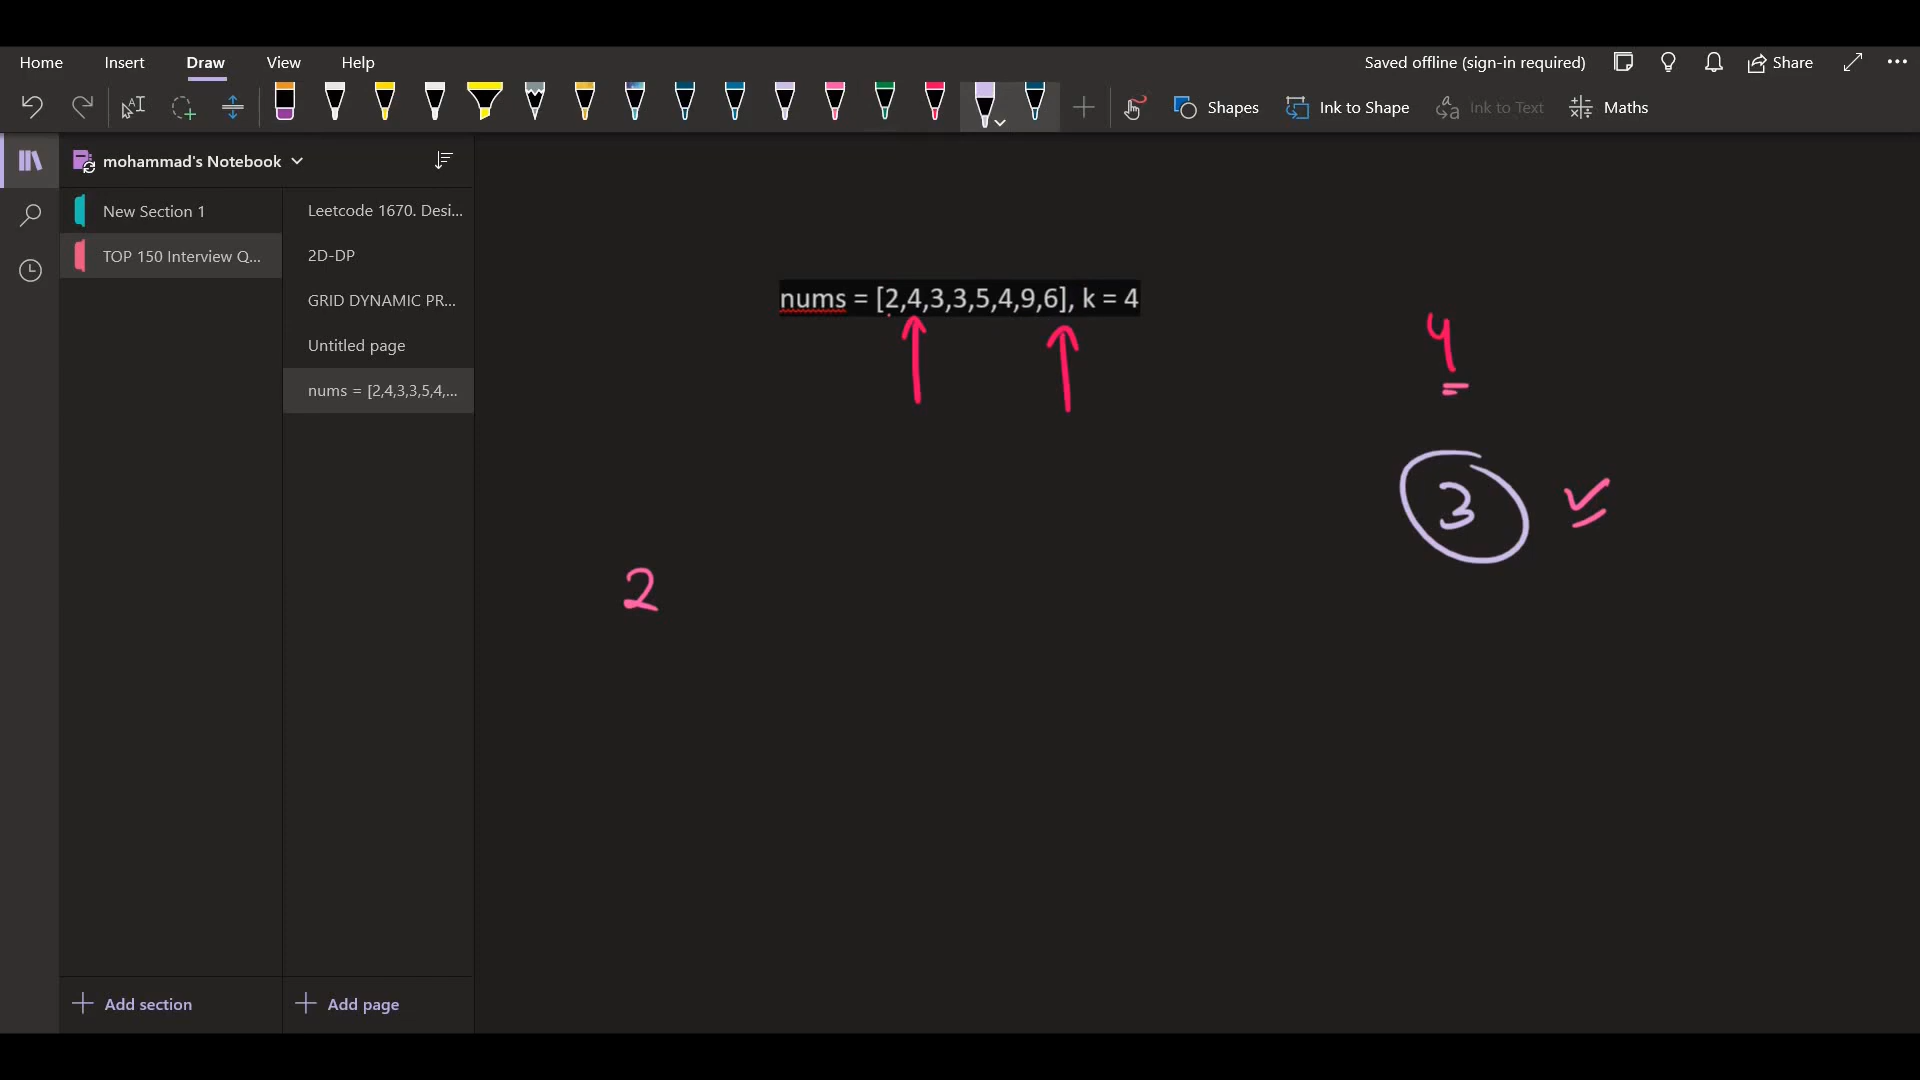 Home Insert Draw View Help Saved offline (sign-in required) Share
Shapes Ink to Shape Ink to Text Maths
mohammad's Notebook
New Section 1
TOP 150 Interview Q...
Leetcode 1670. Desi...
2D-DP
GRID DYNAMIC PR...
Untitled page
nums = [2,4,3,3,5,4,...
nums = [2,4,3,3,5,4,9,6], k = 4
4
3
2
Add section
Add page